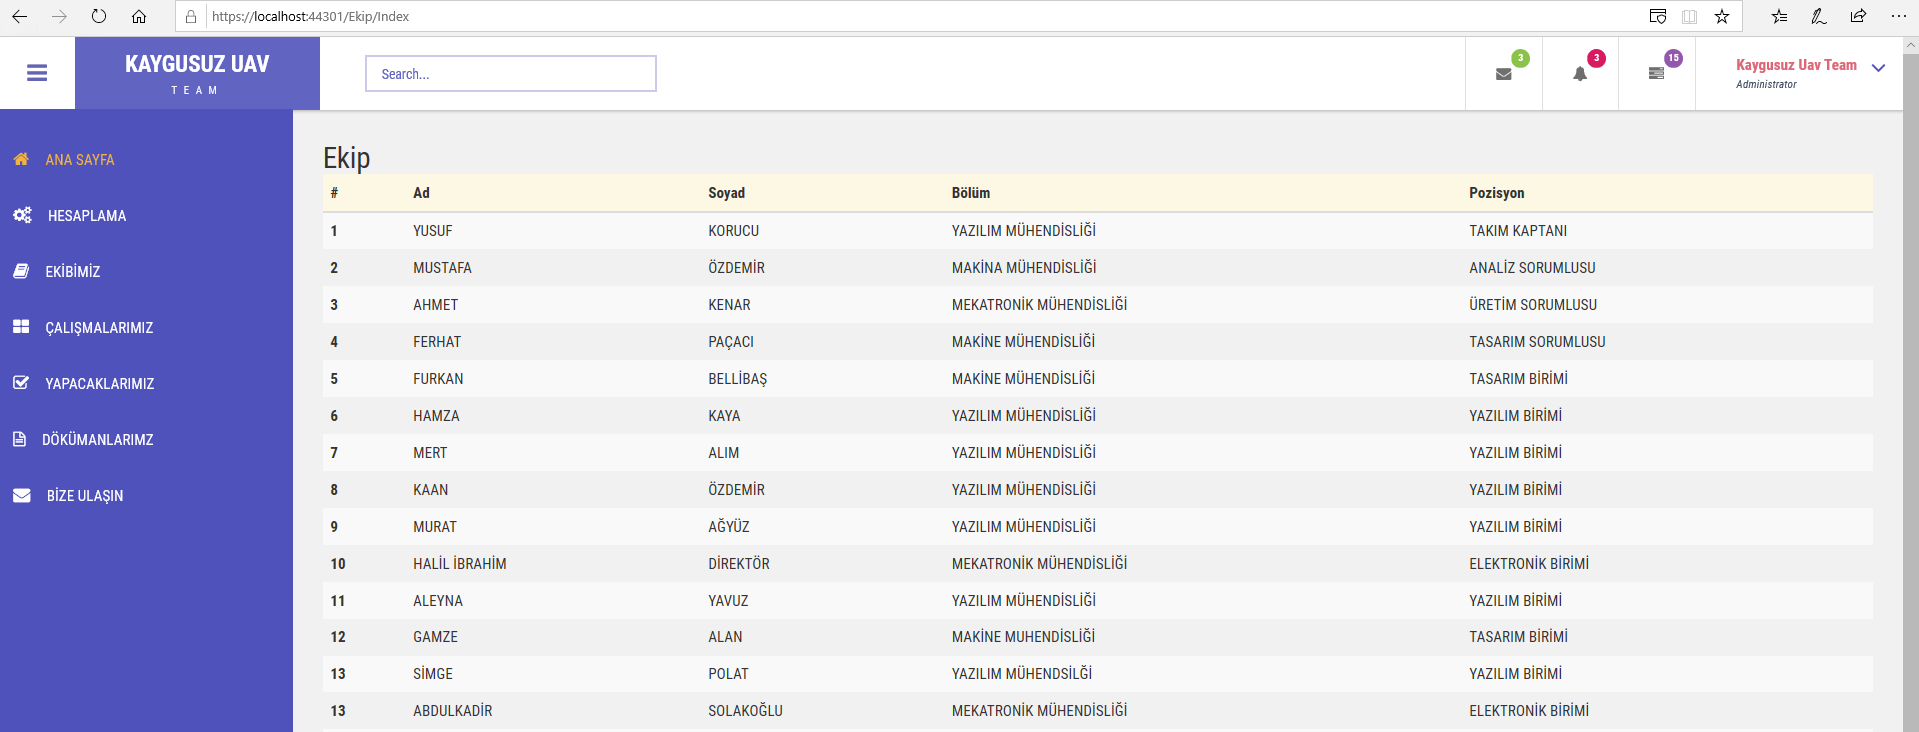 https://localhost:44301/Ekip/Index
KAYGUSUZ UAV
TEAM
Search...
3
3
15
Kaygusuz Uav Team
Administrator
ANA SAYFA
HESAPLAMA
EKİBİMİZ
ÇALIŞMALARIMIZ
YAPACAKLARIMIZ
DÖKÜMANLARIMZ
BİZE ULAŞIN
Ekip
# Ad Soyad Bölüm Pozisyon
1 YUSUF KORUCU YAZILIM MÜHENDİSLİĞİ TAKIM KAPTANI
2 MUSTAFA ÖZDEMİR MAKİNA MÜHENDİSLİĞİ ANALİZ SORUMLUSU
3 AHMET KENAR MEKATRONİK MÜHENDİSLİĞİ ÜRETİM SORUMLUSU
4 FERHAT PAÇACI MAKİNE MÜHENDİSLİĞİ TASARIM SORUMLUSU
5 FURKAN BELLİBAŞ MAKİNE MÜHENDİSLİĞİ TASARIM BİRİMİ
6 HAMZA KAYA YAZILIM MÜHENDİSLİĞİ YAZILIM BİRİMİ
7 MERT ALIM YAZILIM MÜHENDİSLİĞİ YAZILIM BİRİMİ
8 KAAN ÖZDEMİR YAZILIM MÜHENDİSLİĞİ YAZILIM BİRİMİ
9 MURAT AĞYÜZ YAZILIM MÜHENDİSLİĞİ YAZILIM BİRİMİ
10 HALİL İBRAHİM DİREKTÖR MEKATRONİK MÜHENDİSLİĞİ ELEKTRONİK BİRİMİ
11 ALEYNA YAVUZ YAZILIM MÜHENDİSLİĞİ YAZILIM BİRİMİ
12 GAMZE ALAN MAKİNE MUHENDİSLİĞİ TASARIM BİRİMİ
13 SİMGE POLAT YAZILIM MÜHENDSİLĞİ YAZILIM BİRİMİ
13 ABDULKADİR SOLAKOĞLU MEKATRONİK MÜHENDİSLİĞİ ELEKTRONİK BİRİMİ